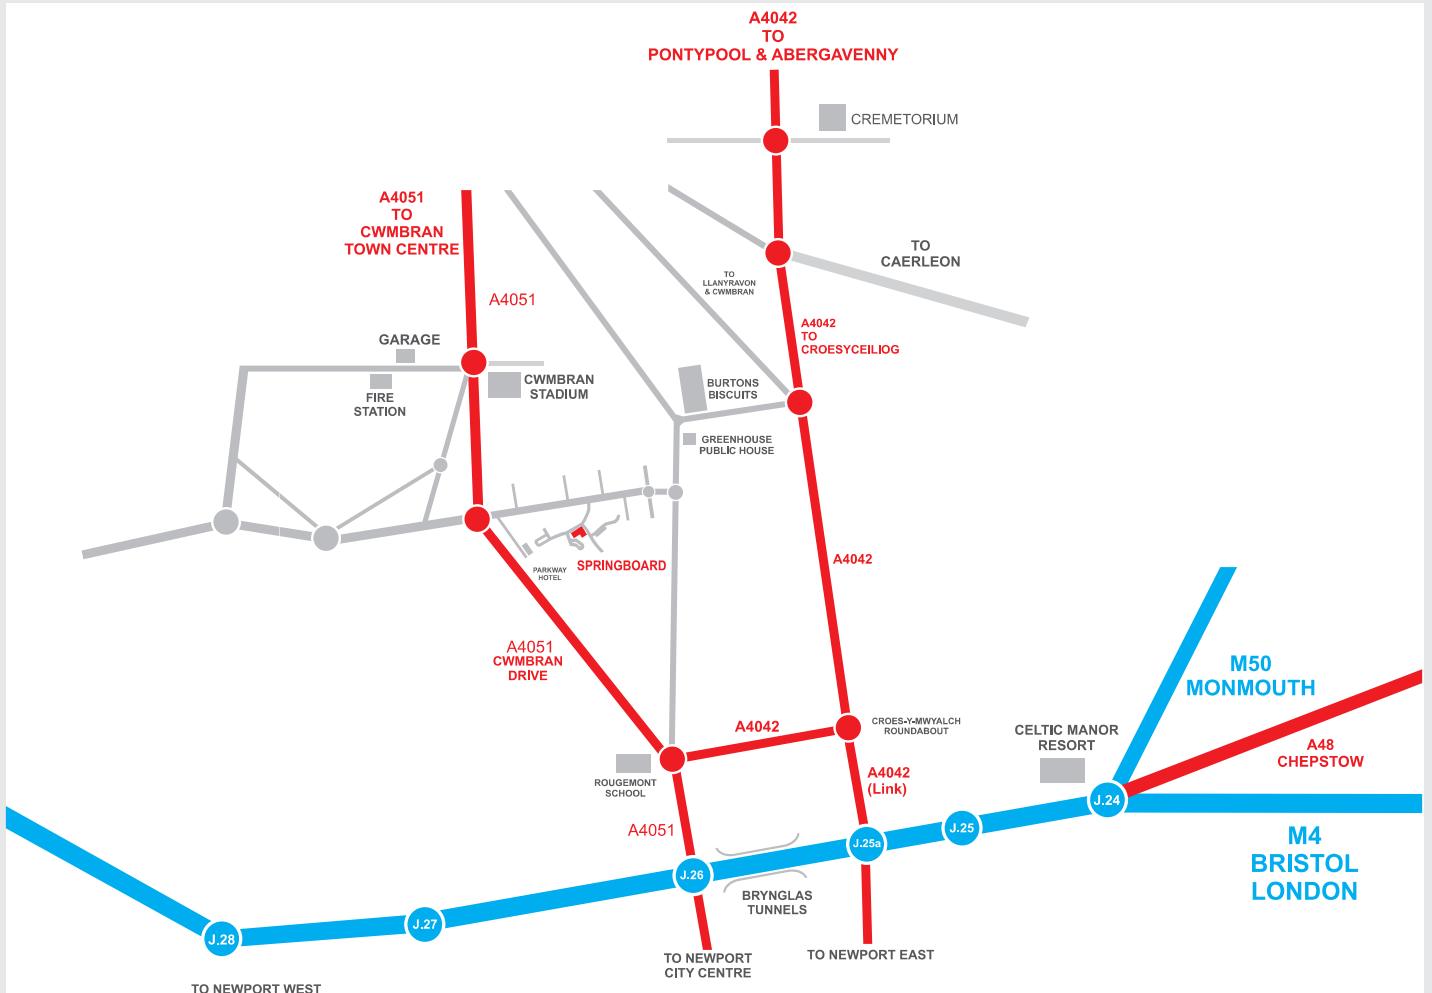 A4042
TO
PONTYPOOL & ABERGAVENNY
CREMETORIUM
A4051
TO
CWMBRAN
TOWN CENTRE
TO
CAERLEON
TO
LLANYRAVON
& CWMBRAN
A4051
A4042
TO
CROESYCEILIOG
GARAGE
FIRE
STATION
CWMBRAN
STADIUM
BURTONS
BISCUITS
GREENHOUSE
PUBLIC HOUSE
PARKWAY
HOTEL
SPRINGBOARD
A4042
A4051
CWMBRAN
DRIVE
M50
MONMOUTH
A4042
CROES-Y-MWYALCH
ROUNDABOUT
CELTIC MANOR
RESORT
A48
CHEPSTOW
ROUGEMONT
SCHOOL
A4042
(Link)
J.24
A4051
J.25
J.25a
M4
BRISTOL
LONDON
J.26
BRYNGLAS
TUNNELS
J.27
J.28
TO NEWPORT
CITY CENTRE
TO NEWPORT EAST
TO NEWPORT WEST